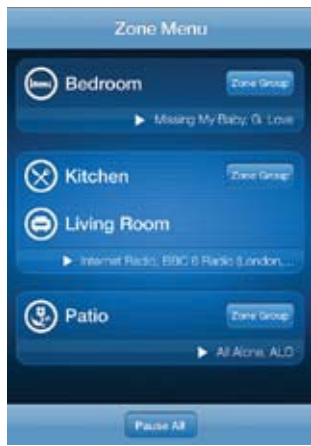 Zone Menu
Bedroom
Zone Group
Missing My Baby, G. Love
Kitchen
Zone Group
Living Room
Internet Radio, BBC 6 Radio (London, ...
Patio
Zone Group
All Alone, ALO
Pause All